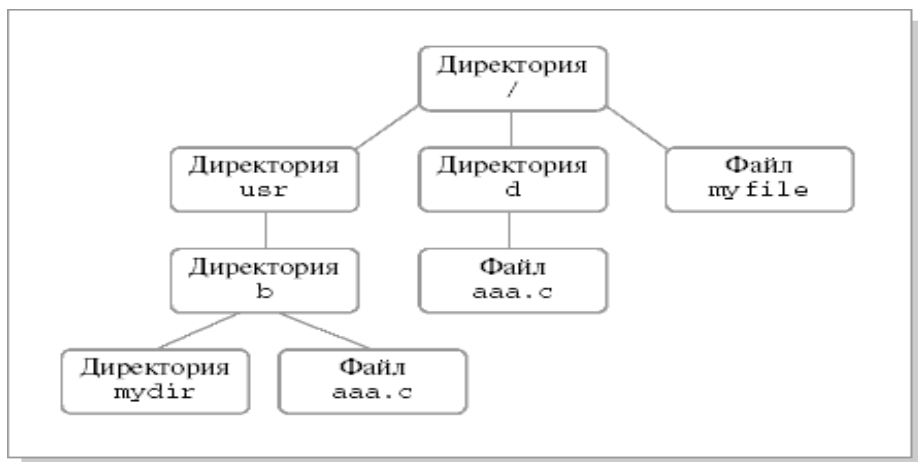 Директория
/
Директория
usr
Директория
d
Файл
myfile
Директория
b
Файл
aaa.c
Директория
mydir
Файл
aaa.c